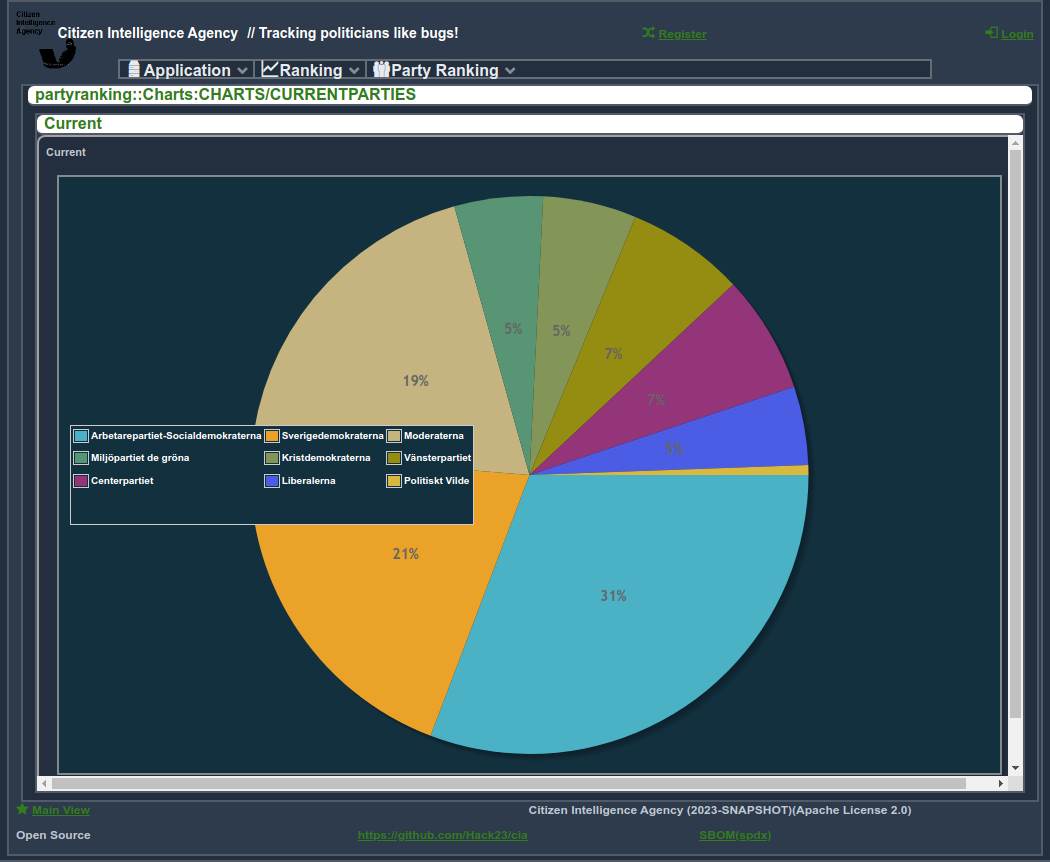 Citizen
Intelligence
Agency
Citizen Intelligence Agency // Tracking politicians like bugs!
Register
Login
Application
Ranking
Party Ranking
partyranking::Charts:CHARTS/CURRENTPARTIES
Current
Current
5%
5%
7%
19%
7%
5%
Arbetarepartiet-Socialdemokraterna
Sverigedemokraterna
Moderaterna
Miljöpartiet de gröna
Kristdemokraterna
Vänsterpartiet
Centerpartiet
Liberalerna
Politiskt Vilde
21%
31%
Main View
Citizen Intelligence Agency (2023-SNAPSHOT)(Apache License 2.0)
Open Source
https://github.com/Hack23/cia
SBOM(spdx)